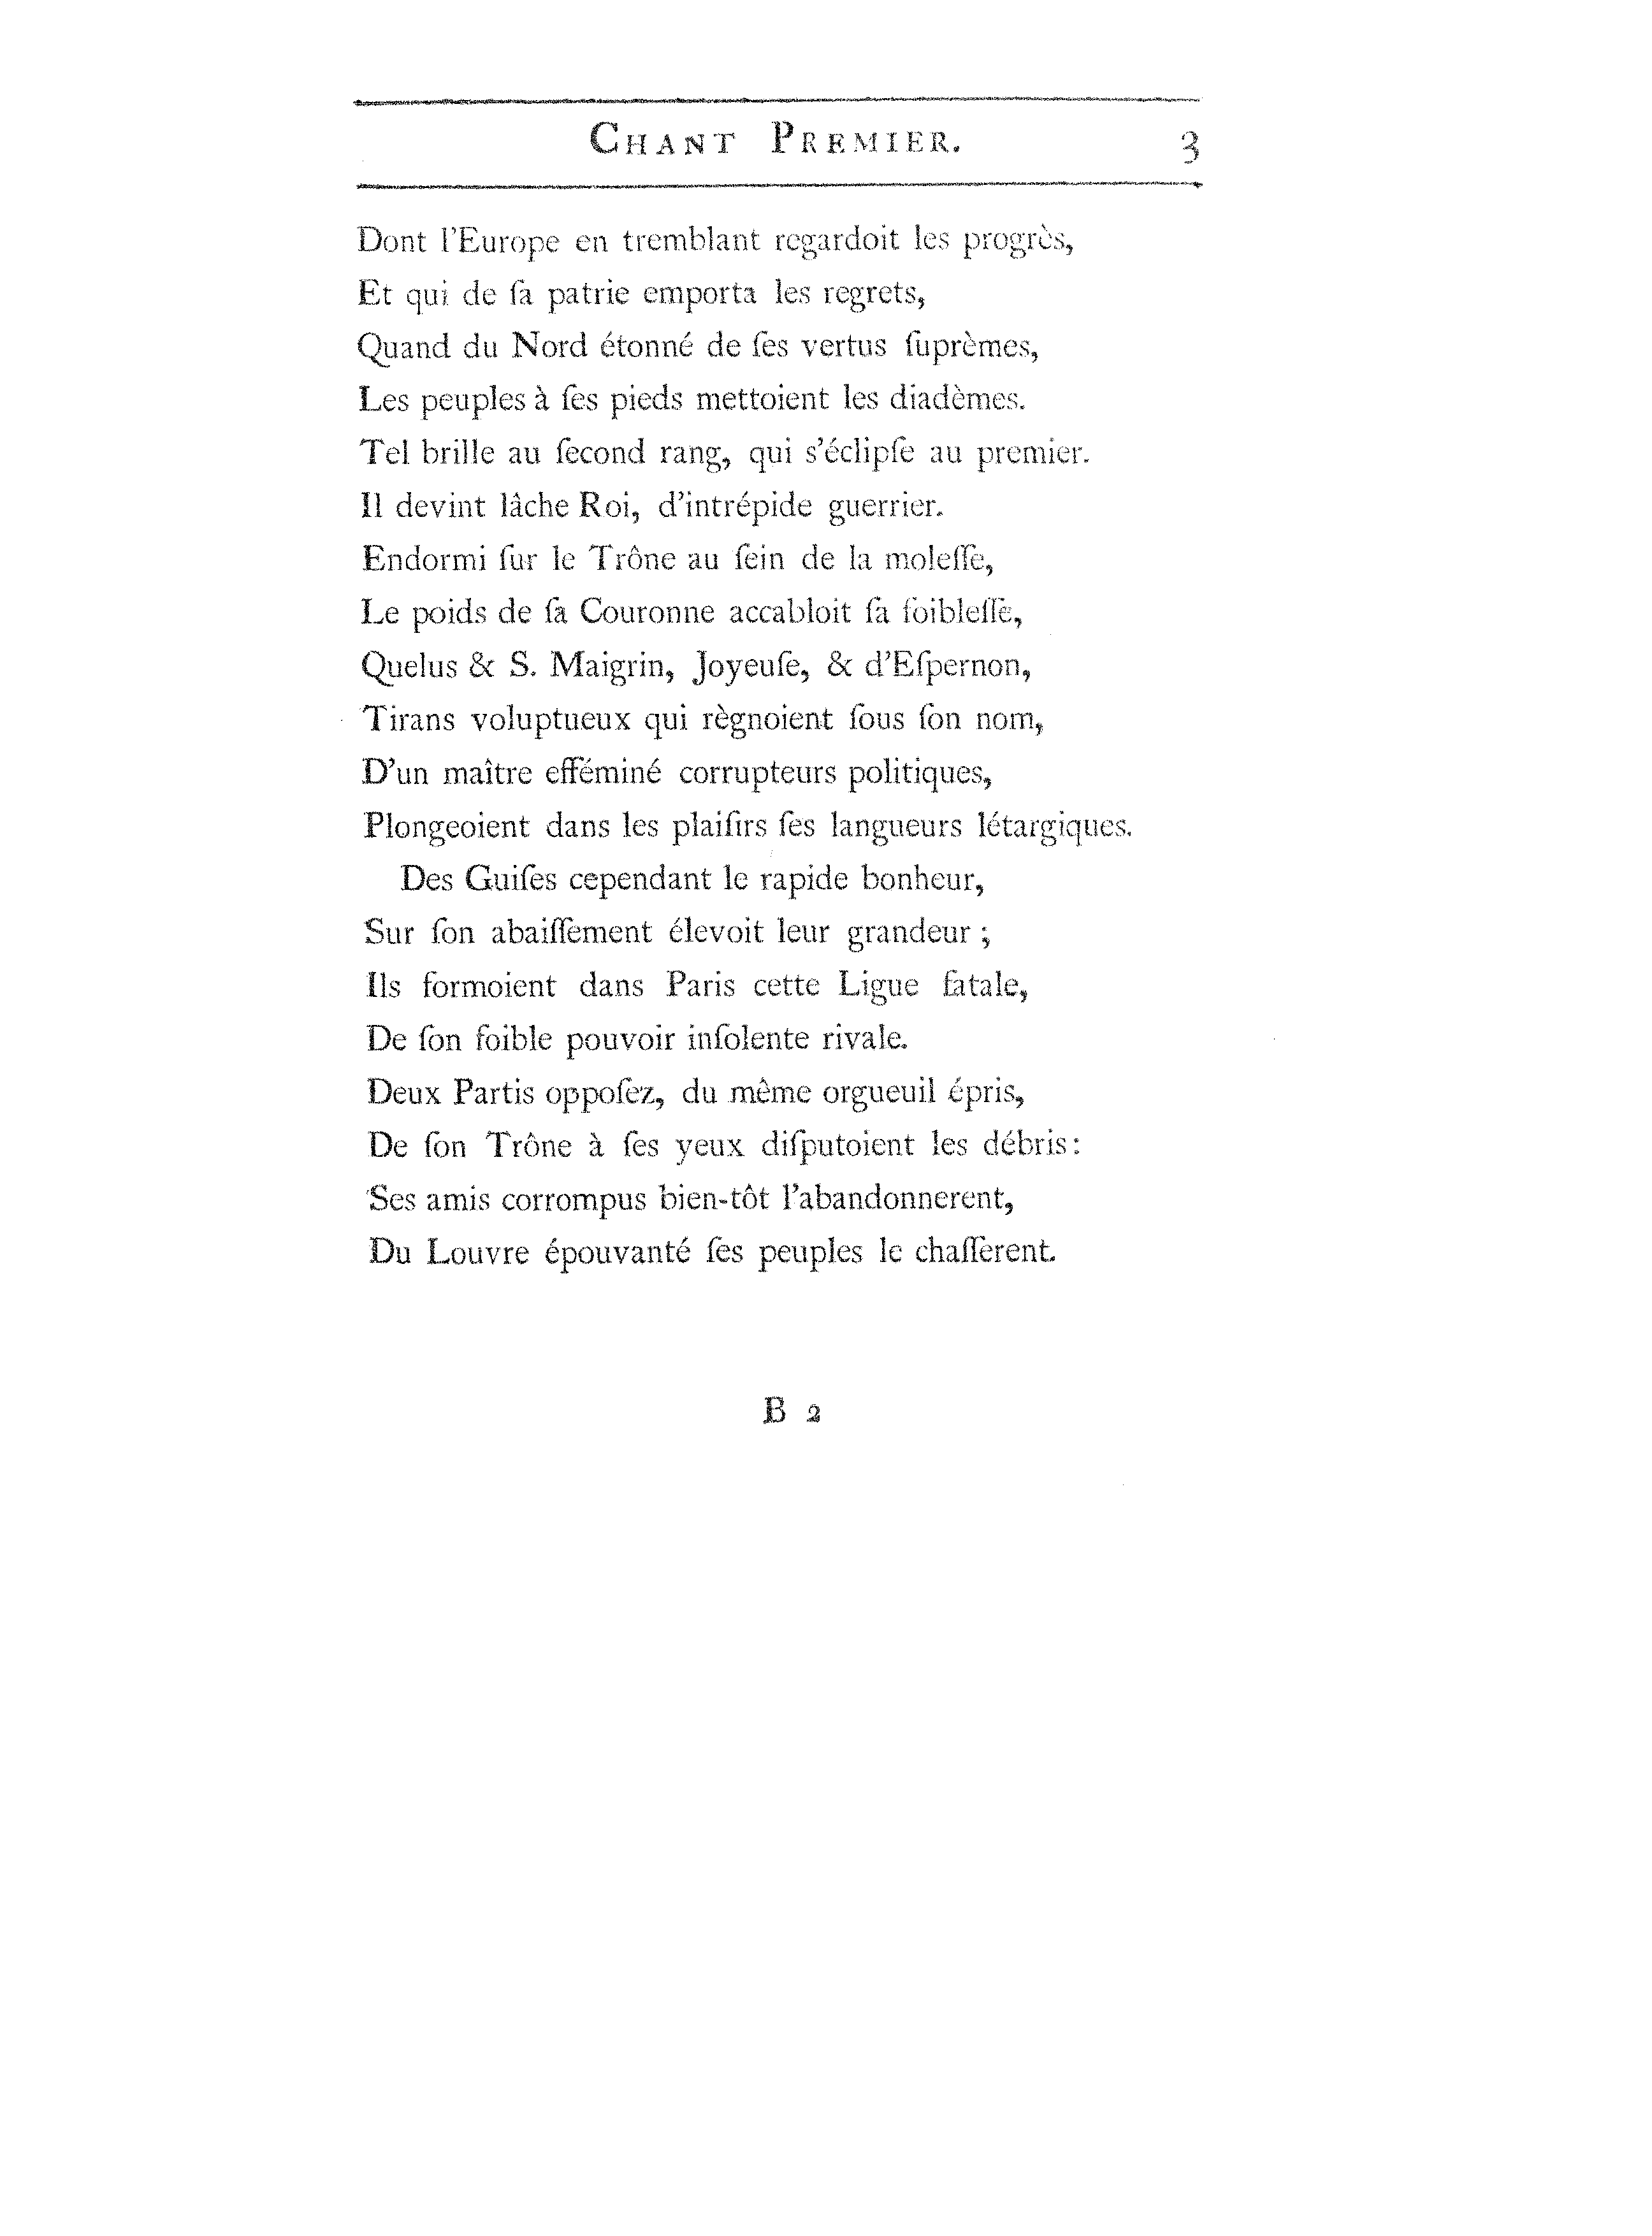 CHANT PREMIER. 3
Dont l'Europe en tremblant regardoit les progrès,
Et qui de ſa patrie emporta les regrets,
Quand du Nord étonné de ſes vertus ſuprèmes,
Les peuples à ſes pieds mettoient les diadèmes.
Tel brille au ſecond rang, qui s'éclipſe au premier.
Il devint lâche Roi, d'intrépide guerrier.
Endormi ſur le Trône au ſein de la moleſſe,
Le poids de ſa Couronne accabloit ſa foibleſſe,
Quelus & S. Maigrin, Joyeuſe, & d'Eſpernon,
Tirans voluptueux qui règnoient ſous ſon nom,
D'un maître efféminé corrupteurs politiques,
Plongeoient dans les plaiſirs ſes langueurs létargiques.
Des Guiſes cependant le rapide bonheur,
Sur ſon abaiſſement élevoit leur grandeur ;
Ils formoient dans Paris cette Ligue fatale,
De ſon foible pouvoir inſolente rivale.
Deux Partis oppoſez, du même orgueuil épris,
De ſon Trône à ſes yeux diſputoient les débris :
Ses amis corrompus bien-tôt l'abandonnerent,
Du Louvre épouvanté ſes peuples le chaſſerent.
B 2